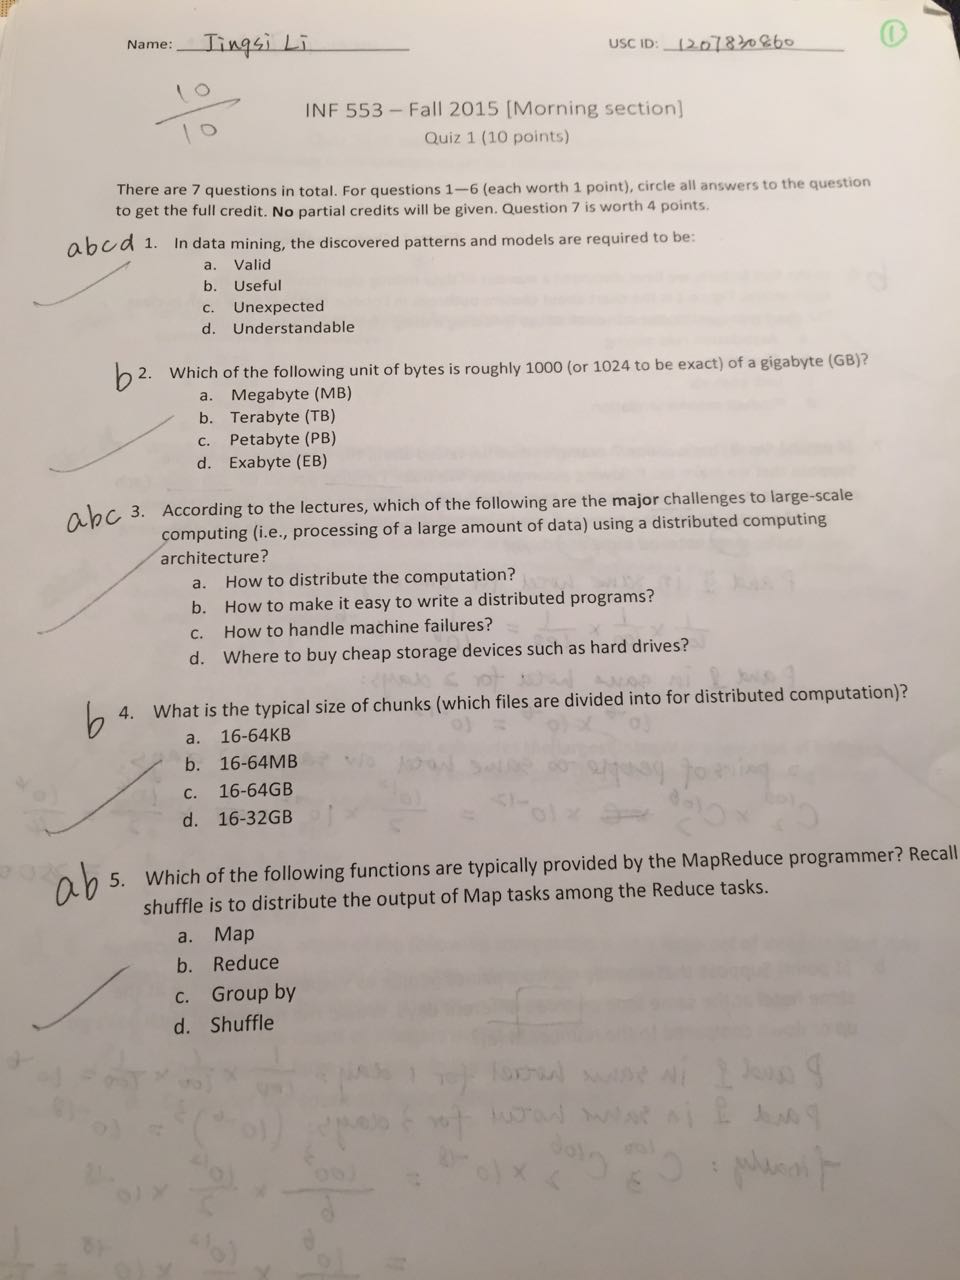 Name: Jingsi Li USC ID: 1207830860
1
10
10
INF 553 – Fall 2015 [Morning section]
Quiz 1 (10 points)
There are 7 questions in total. For questions 1—6 (each worth 1 point), circle all answers to the question
to get the full credit. No partial credits will be given. Question 7 is worth 4 points.
abcd 1. In data mining, the discovered patterns and models are required to be:
a. Valid
b. Useful
c. Unexpected
d. Understandable
b 2. Which of the following unit of bytes is roughly 1000 (or 1024 to be exact) of a gigabyte (GB)?
a. Megabyte (MB)
b. Terabyte (TB)
c. Petabyte (PB)
d. Exabyte (EB)
abc 3. According to the lectures, which of the following are the major challenges to large-scale
computing (i.e., processing of a large amount of data) using a distributed computing
architecture?
a. How to distribute the computation?
b. How to make it easy to write a distributed programs?
c. How to handle machine failures?
d. Where to buy cheap storage devices such as hard drives?
b 4. What is the typical size of chunks (which files are divided into for distributed computation)?
a. 16-64KB
b. 16-64MB
c. 16-64GB
d. 16-32GB
ab 5. Which of the following functions are typically provided by the MapReduce programmer? Recall
shuffle is to distribute the output of Map tasks among the Reduce tasks.
a. Map
b. Reduce
c. Group by
d. Shuffle